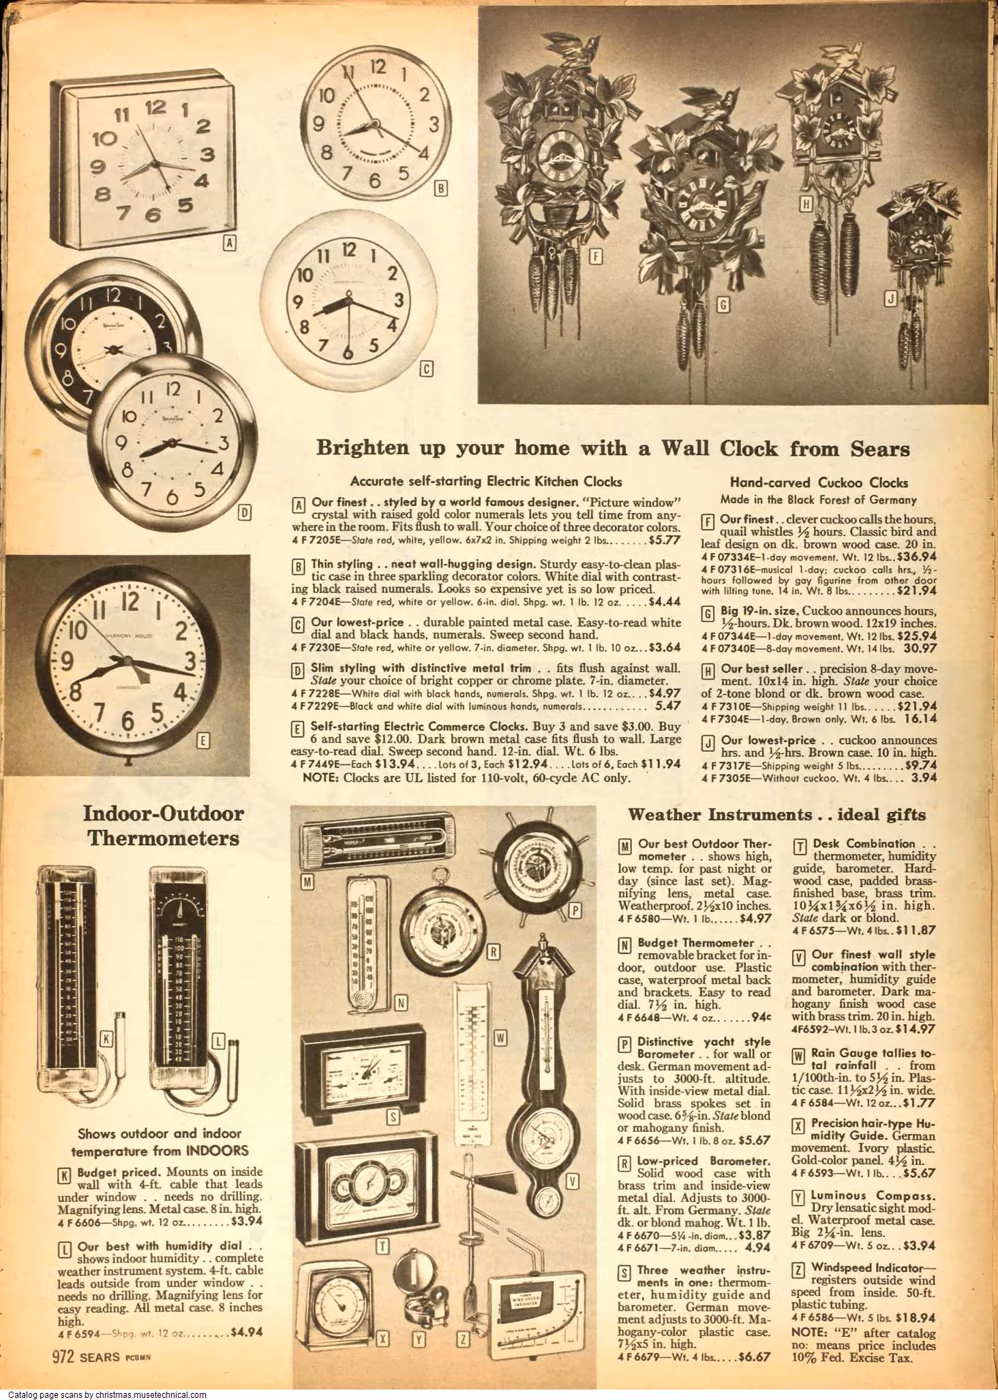 Brighten up your home with a Wall Clock from Sears
Accurate self-starting Electric Kitchen Clocks
A Our finest . . styled by a world famous designer. “Picture window”
crystal with raised gold color numerals lets you tell time from any-
where in the room. Fits flush to wall. Your choice of three decorator colors.
4 F 7205E—State red, white, yellow. 6x7x2 in. Shipping weight 2 lbs........$5.77
B Thin styling . . neat wall-hugging design. Sturdy easy-to-clean plas-
tic case in three sparkling decorator colors. White dial with contrast-
ing black raised numerals. Looks so expensive yet is so low priced.
4 F 7204E—State red, white or yellow. 6-in. dial. Shpg. wt. 1 lb. 12 oz. .....$4.44
C Our lowest-price . . durable painted metal case. Easy-to-read white
dial and black hands, numerals. Sweep second hand.
4 F 7230E—State red, white or yellow. 7-in. diameter. Shpg. wt. 1 lb. 10 oz...$3.64
D Slim styling with distinctive metal trim . . fits flush against wall.
State your choice of bright copper or chrome plate. 7-in. diameter.
4 F 7228E—White dial with black hands, numerals. Shpg. wt. 1 lb. 12 oz....$4.97
4 F 7229E—Black and white dial with luminous hands, numerals............ 5.47
E Self-starting Electric Commerce Clocks. Buy 3 and save $3.00. Buy
6 and save $12.00. Dark brown metal case fits flush to wall. Large
easy-to-read dial. Sweep second hand. 12-in. dial. Wt. 6 lbs.
4 F 7449E—Each $13.94....Lots of 3, Each $12.94....Lots of 6, Each $11.94
NOTE: Clocks are UL listed for 110-volt, 60-cycle AC only.
Hand-carved Cuckoo Clocks
Made in the Black Forest of Germany
F Our finest . . clever cuckoo calls the hours,
quail whistles ½ hours. Classic bird and
leaf design on dk. brown wood case. 20 in.
4 F 07334E—1-day movement. Wt. 12 lbs..$36.94
4 F 07316E—musical 1-day; cuckoo calls hrs., ½-
hours followed by gay figurine from other door
with lilting tune. 14 in. Wt. 8 lbs.........$21.94
G Big 19-in. size. Cuckoo announces hours,
½-hours. Dk. brown wood. 12x19 inches.
4 F 07344E—1-day movement. Wt. 12 lbs. $25.94
4 F 07340E—8-day movement. Wt. 14 lbs. 30.97
H Our best seller . . precision 8-day move-
ment. 10x14 in. high. State your choice
of 2-tone blond or dk. brown wood case.
4 F 7310E—Shipping weight 11 lbs......$21.94
4 F 7304E—1-day. Brown only. Wt. 6 lbs. 16.14
J Our lowest-price . . cuckoo announces
hrs. and ½-hrs. Brown case. 10 in. high.
4 F 7317E—Shipping weight 5 lbs.........$9.74
4 F 7305E—Without cuckoo. Wt. 4 lbs.... 3.94
Indoor-Outdoor
Thermometers
Shows outdoor and indoor
temperature from INDOORS
K Budget priced. Mounts on inside
wall with 4-ft. cable that leads
under window . . needs no drilling.
Magnifying lens. Metal case. 8 in. high.
4 F 6606—Shpg. wt. 12 oz.........$3.94
L Our best with humidity dial . .
shows indoor humidity . . complete
weather instrument system. 4-ft. cable
leads outside from under window . .
needs no drilling. Magnifying lens for
easy reading. All metal case. 8 inches
high.
4 F 6594—Shpg. wt. 12 oz.........$4.94
Weather Instruments . . ideal gifts
M Our best Outdoor Ther-
mometer . . shows high,
low temp. for past night or
day (since last set). Mag-
nifying lens, metal case.
Weatherproof. 2½x10 inches.
4 F 6580—Wt. 1 lb......$4.97
N Budget Thermometer . .
removable bracket for in-
door, outdoor use. Plastic
case, waterproof metal back
and brackets. Easy to read
dial. 7½ in. high.
4 F 6648—Wt. 4 oz.......94c
P Distinctive yacht style
Barometer . . for wall or
desk. German movement ad-
justs to 3000-ft. altitude.
With inside-view metal dial.
Solid brass spokes set in
wood case. 6⅝-in. State blond
or mahogany finish.
4 F 6656—Wt. 1 lb. 8 oz. $5.67
R Low-priced Barometer.
Solid wood case with
brass trim and inside-view
metal dial. Adjusts to 3000-
ft. alt. From Germany. State
dk. or blond mahog. Wt. 1 lb.
4 F 6670—5¼-in. diam...$3.87
4 F 6671—7-in. diam..... 4.94
S Three weather instru-
ments in one: thermom-
eter, humidity guide and
barometer. German move-
ment adjusts to 3000-ft. Ma-
hogany-color plastic case.
7½x5 in. high.
4 F 6679—Wt. 4 lbs.....$6.67
T Desk Combination . .
thermometer, humidity
guide, barometer. Hard-
wood case, padded brass-
finished base, brass trim.
10¾x1¾x6½ in. high.
State dark or blond.
4 F 6575—Wt. 4 lbs..$11.87
V Our finest wall style
combination with ther-
mometer, humidity guide
and barometer. Dark ma-
hogany finish wood case
with brass trim. 20 in. high.
4F6592—Wt. 1 lb. 3 oz. $14.97
W Rain Gauge tallies to-
tal rainfall . . from
1/100th-in. to 5½ in. Plas-
tic case. 11½x2½ in. wide.
4 F 6584—Wt. 12 oz...$1.77
X Precision hair-type Hu-
midity Guide. German
movement. Ivory plastic.
Gold-color panel. 4½ in.
4 F 6593—Wt. 1 lb....$5.67
Y Luminous Compass.
Dry lensatic sight mod-
el. Waterproof metal case.
Big 2¼-in. lens.
4 F 6709—Wt. 5 oz...$3.94
Z Windspeed Indicator—
registers outside wind
speed from inside. 50-ft.
plastic tubing.
4 F 6586—Wt. 5 lbs. $18.94
NOTE: “E” after catalog
no: means price includes
10% Fed. Excise Tax.
972 SEARS PCBMN
Catalog page scans by christmas.musetechnical.com